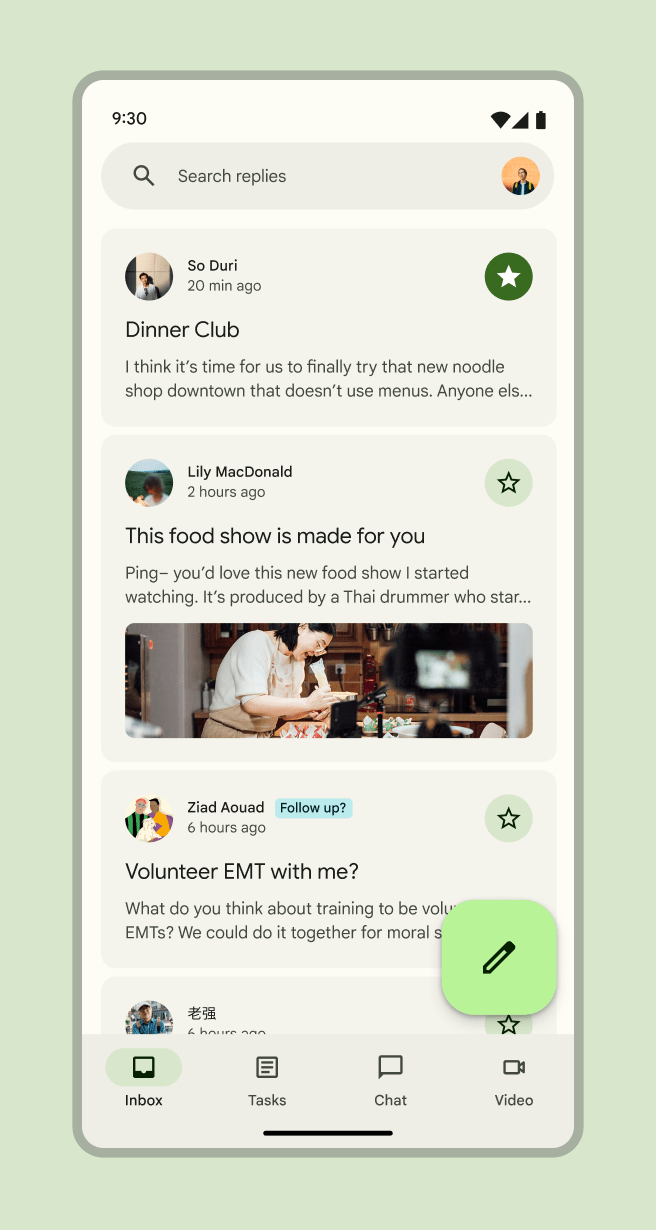 9:30
Search replies
So Duri
20 min ago
Dinner Club
I think it’s time for us to finally try that new noodle
shop downtown that doesn’t use menus. Anyone els...
Lily MacDonald
2 hours ago
This food show is made for you
Ping– you’d love this new food show I started
watching. It’s produced by a Thai drummer who star...
Ziad Aouad Follow up?
6 hours ago
Volunteer EMT with me?
What do you think about training to be
EMTs? We could do it together for moral
老强
6 hours ago
Inbox Tasks Chat Video